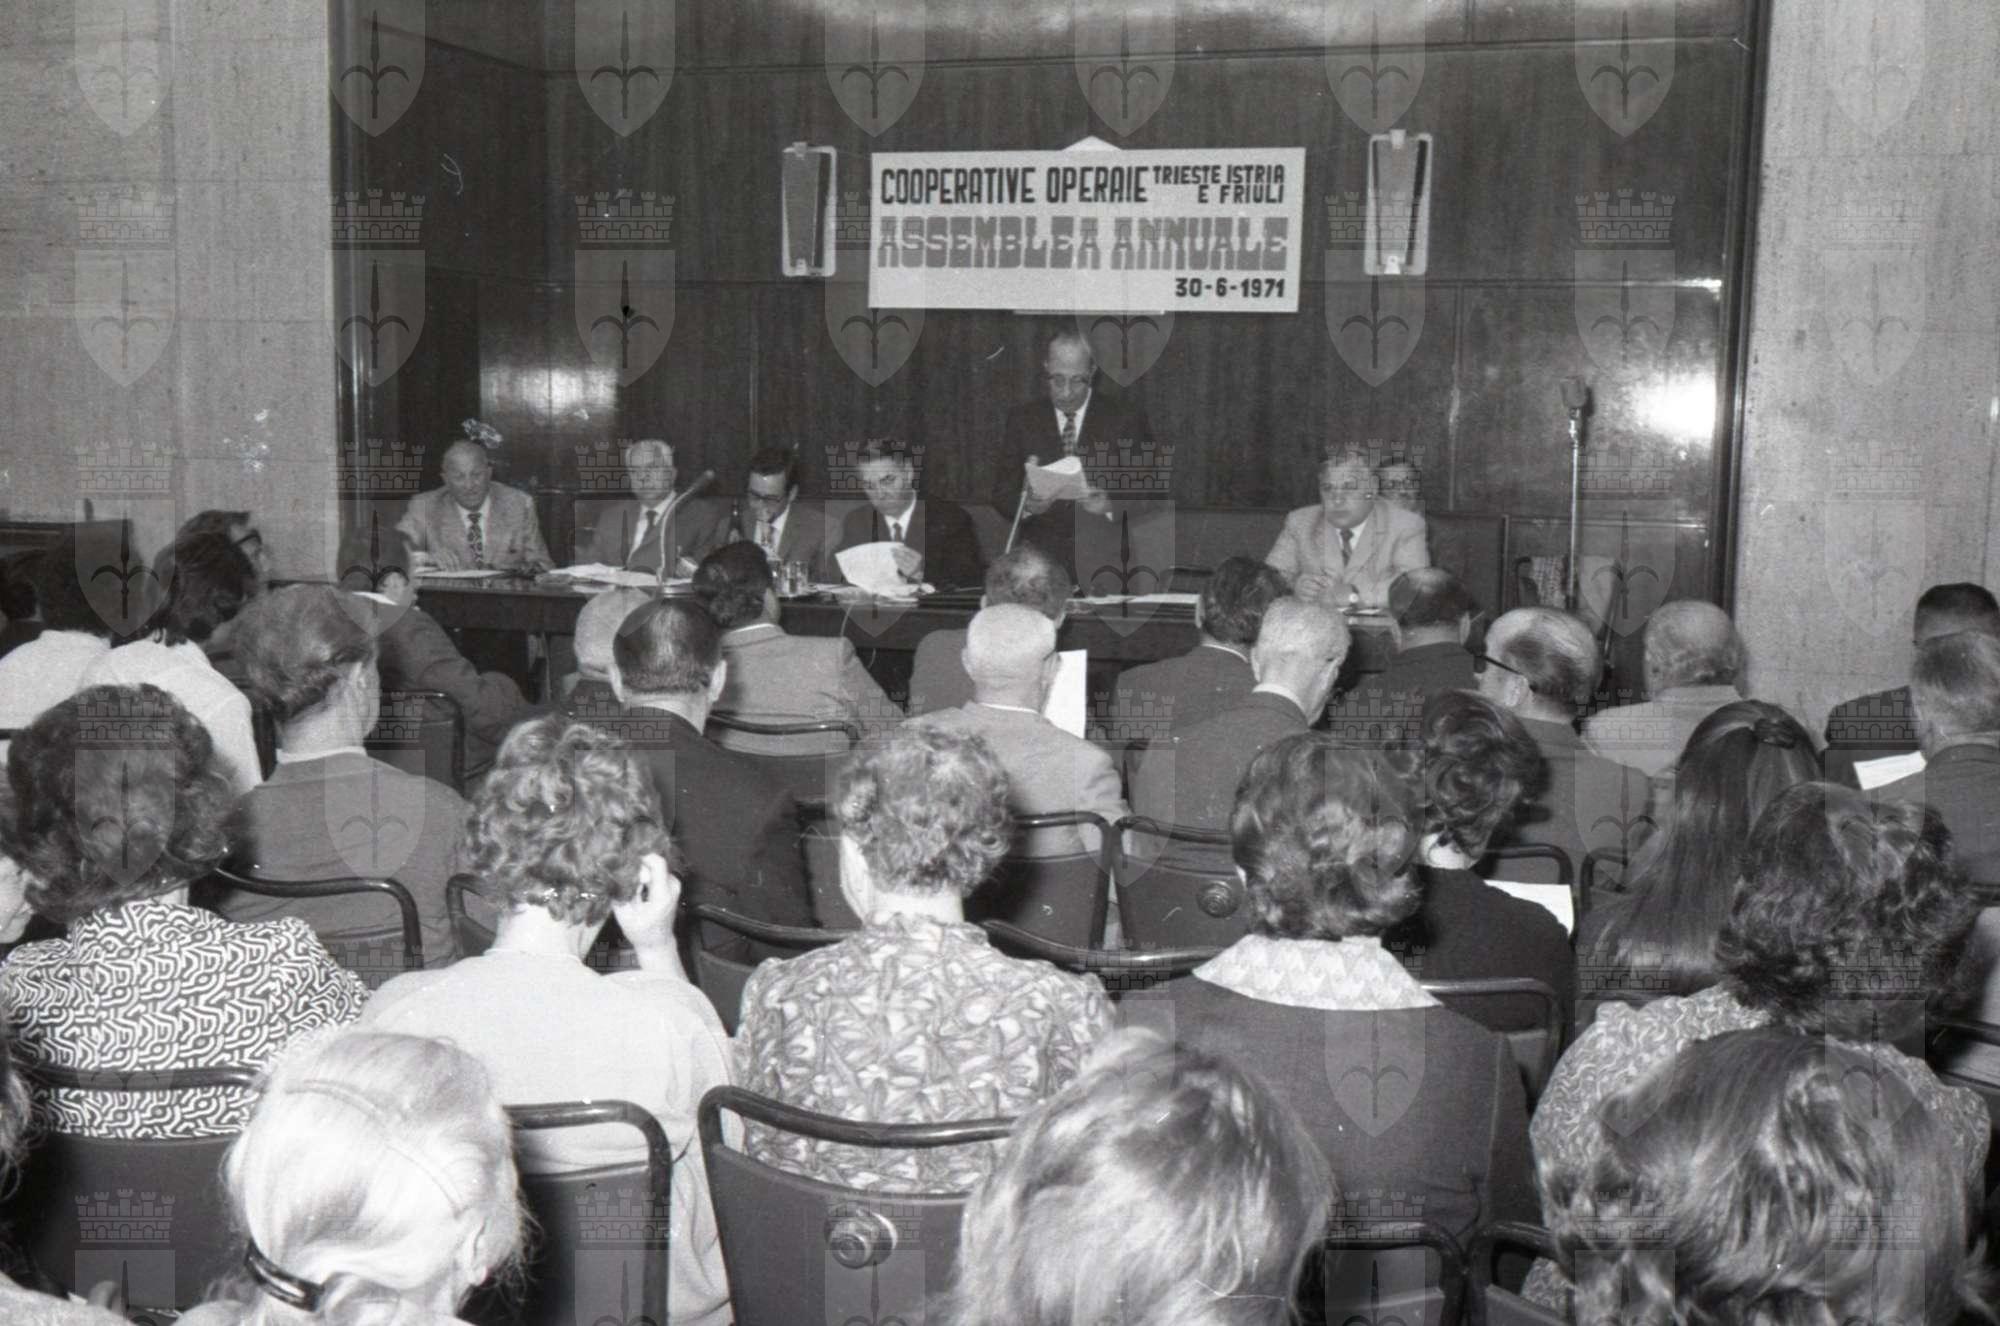 COOPERATIVE OPERAIE TRIESTE ISTRIA
E FRIULI
ASSEMBLEA ANNUALE
30-6-1971